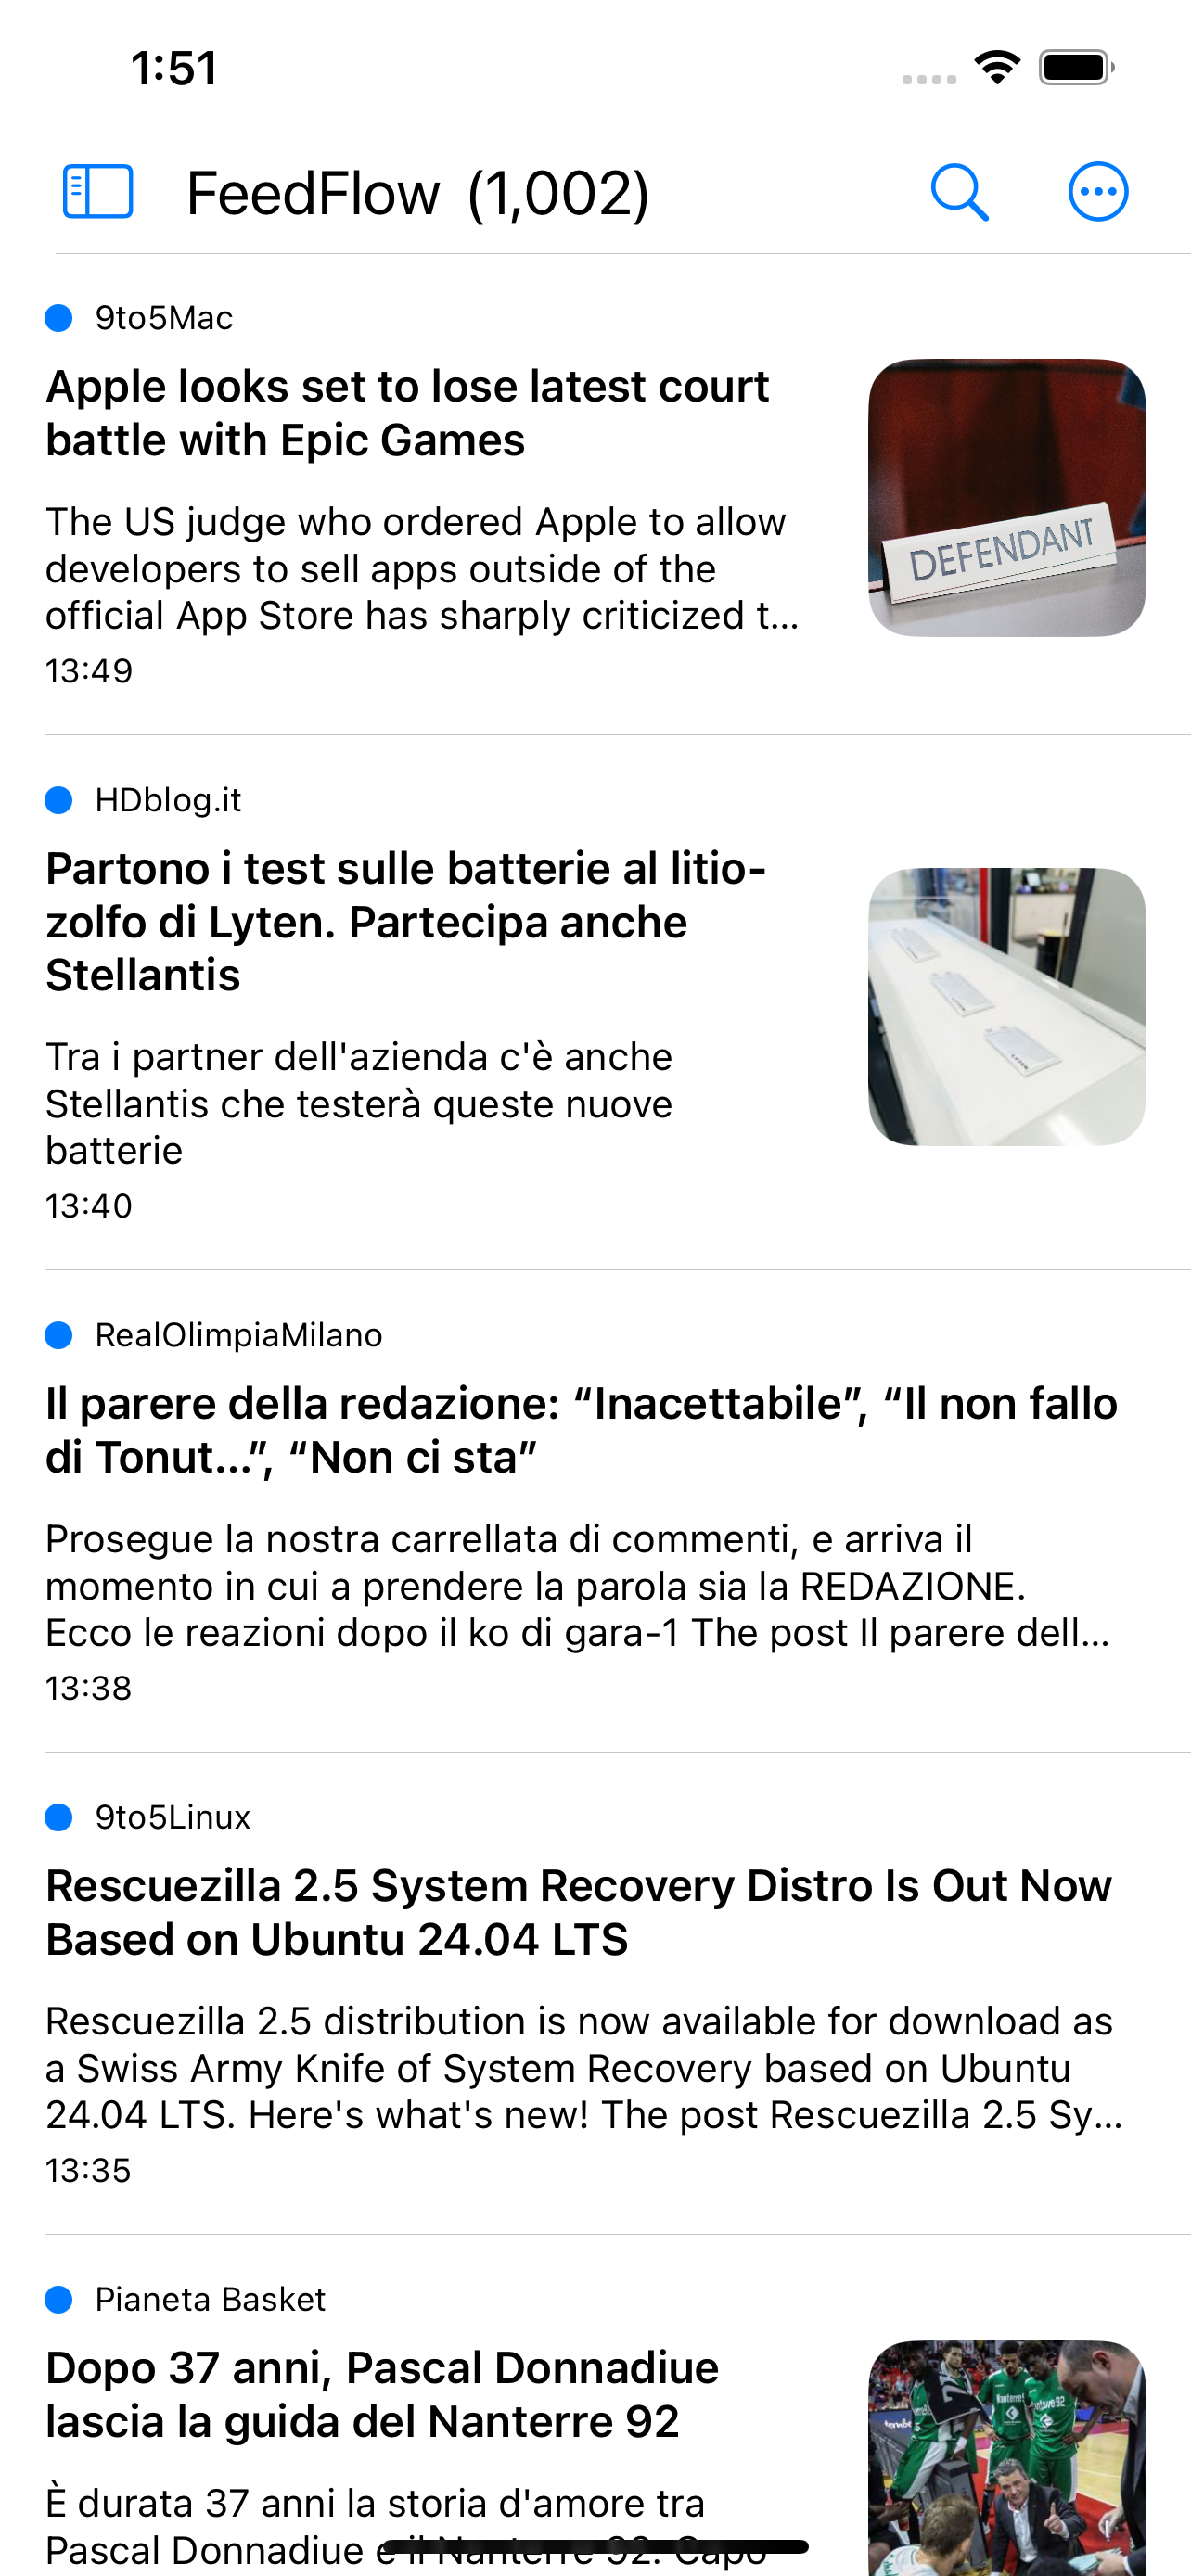 1:51
FeedFlow (1,002)
9to5Mac
Apple looks set to lose latest court
battle with Epic Games
The US judge who ordered Apple to allow
developers to sell apps outside of the
official App Store has sharply criticized t...
13:49
DEFENDANT
HDblog.it
Partono i test sulle batterie al litio-
zolfo di Lyten. Partecipa anche
Stellantis
Tra i partner dell'azienda c'è anche
Stellantis che testerà queste nuove
batterie
13:40
LYTEN
LYTEN
RealOlimpiaMilano
Il parere della redazione: “Inacettabile”, “Il non fallo
di Tonut...”, “Non ci sta”
Prosegue la nostra carrellata di commenti, e arriva il
momento in cui a prendere la parola sia la REDAZIONE.
Ecco le reazioni dopo il ko di gara-1 The post Il parere dell...
13:38
9to5Linux
Rescuezilla 2.5 System Recovery Distro Is Out Now
Based on Ubuntu 24.04 LTS
Rescuezilla 2.5 distribution is now available for download as
a Swiss Army Knife of System Recovery based on Ubuntu
24.04 LTS. Here's what's new! The post Rescuezilla 2.5 Sy...
13:35
Pianeta Basket
Dopo 37 anni, Pascal Donnadiue
lascia la guida del Nanterre 92
È durata 37 anni la storia d'amore tra
Pascal Donnadiue e il Nanterre 92. Capo